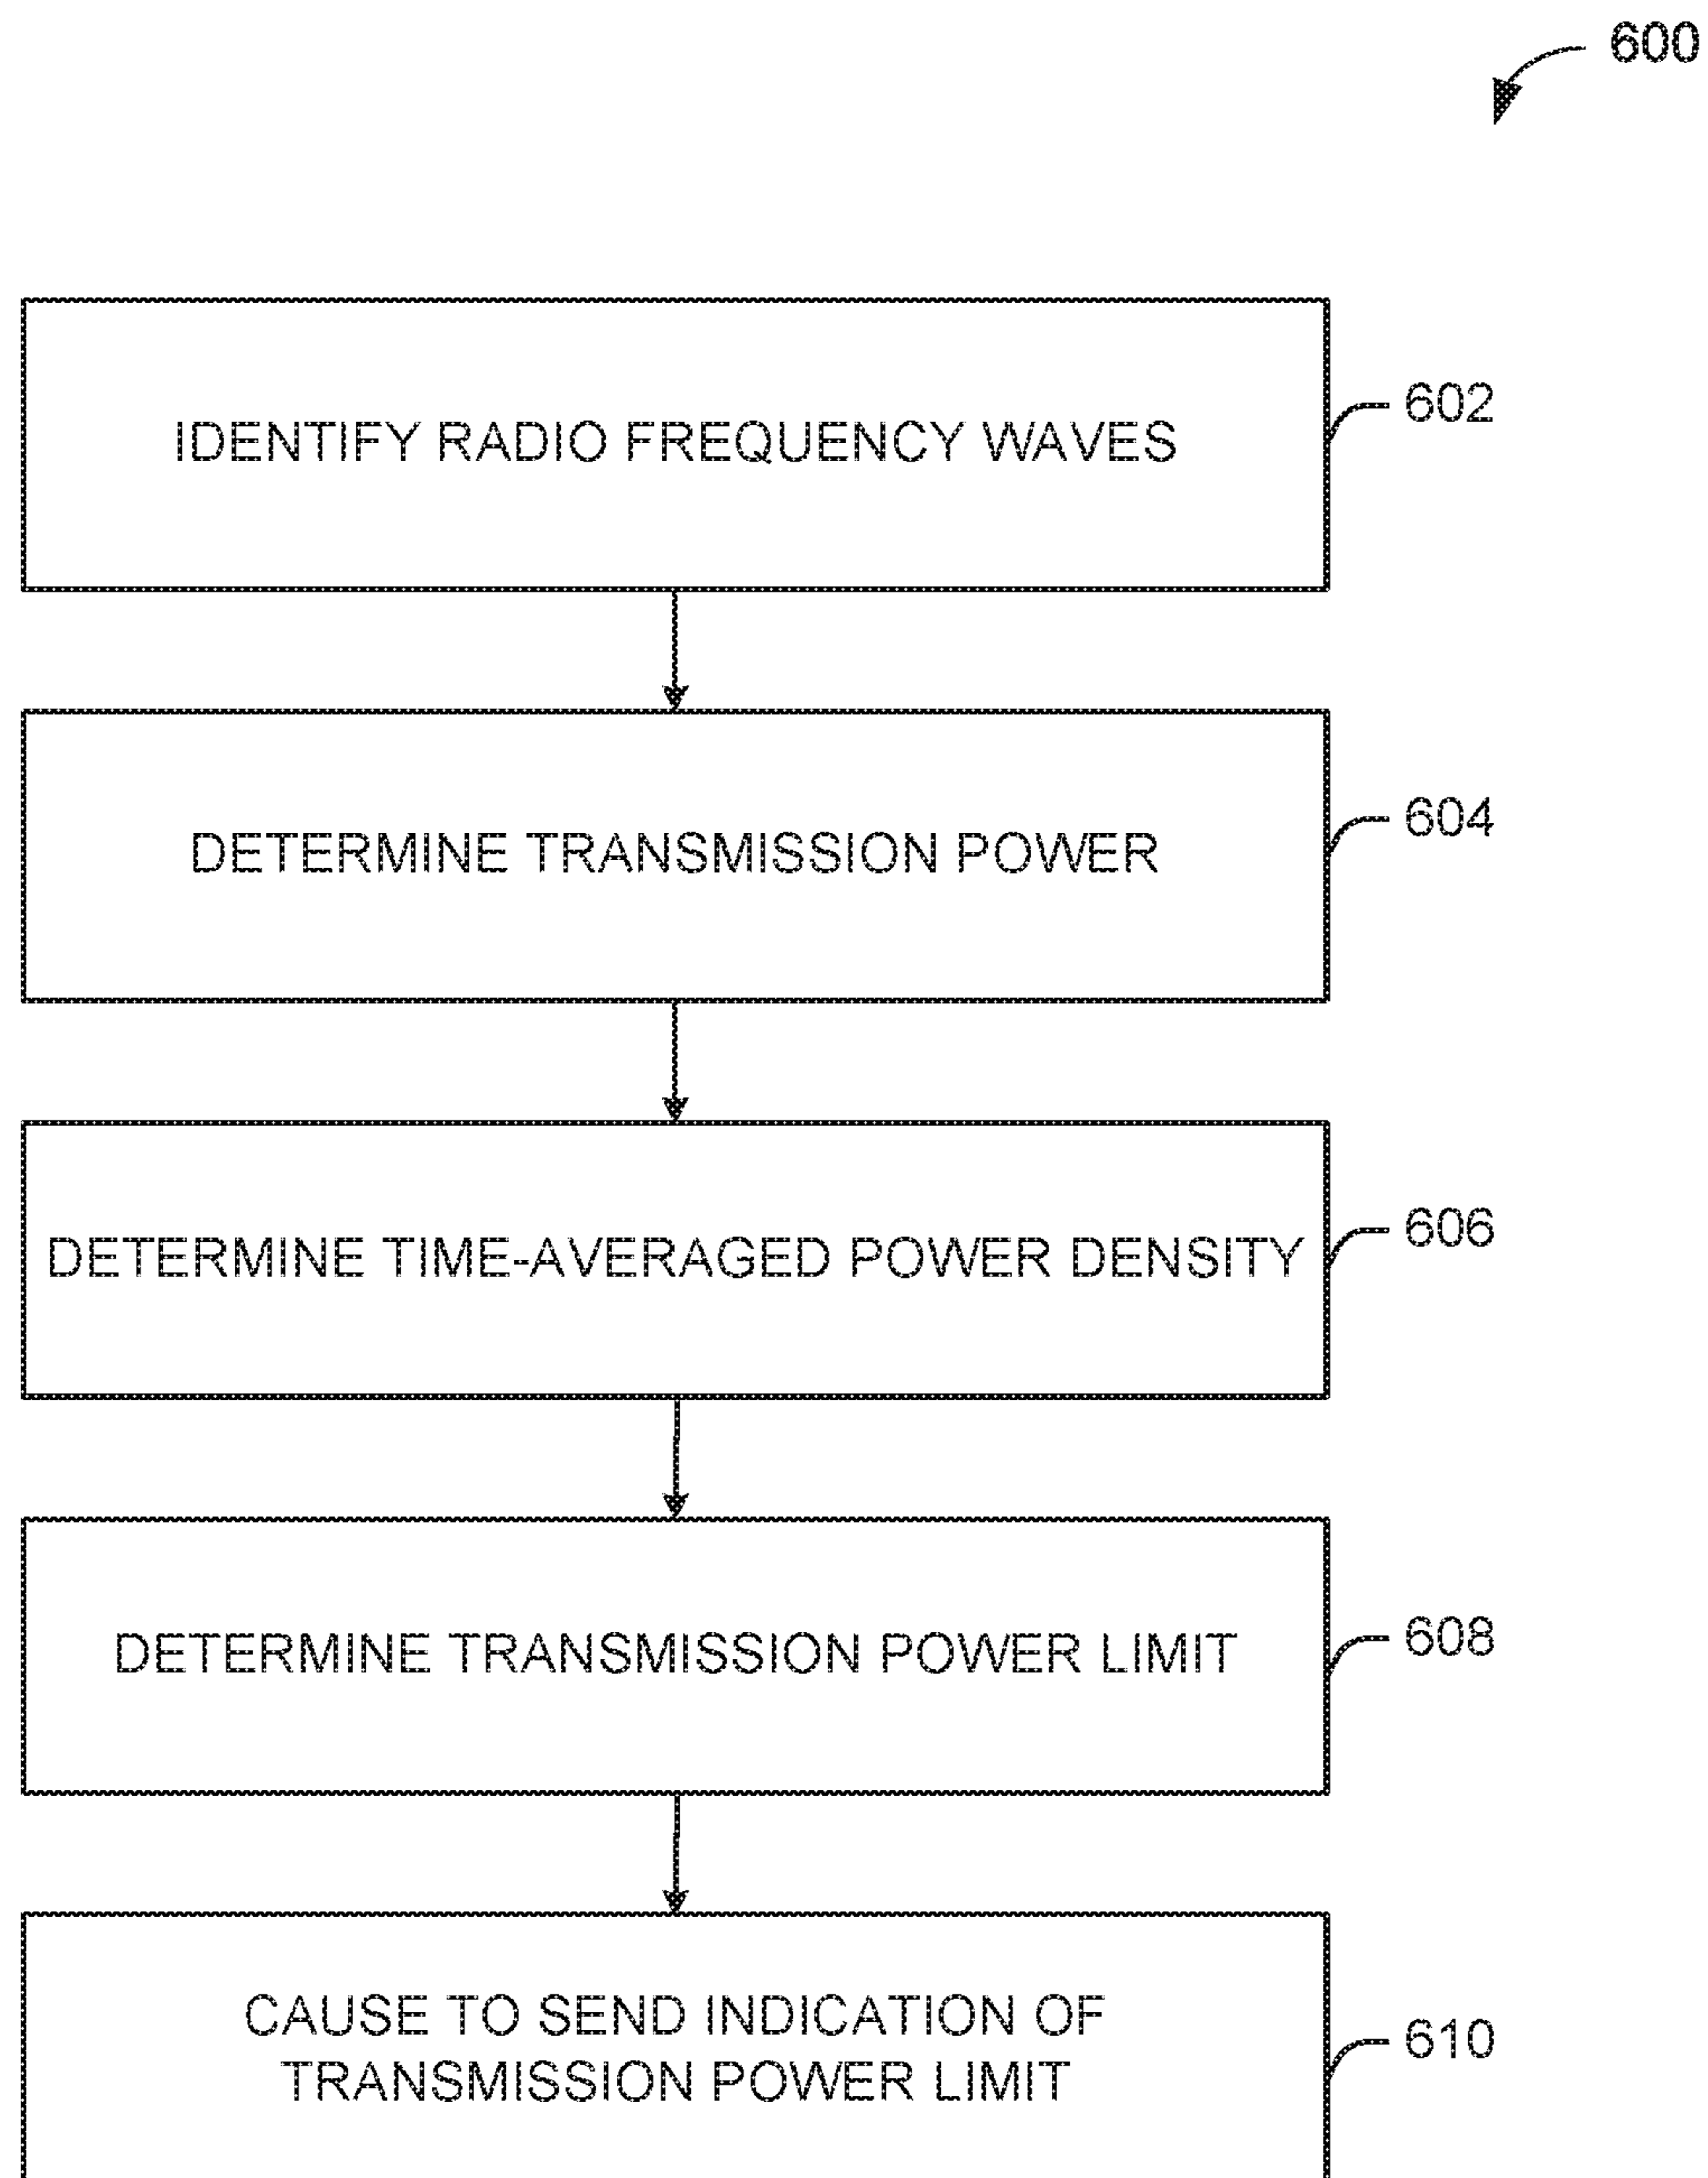 600
IDENTIFY RADIO FREQUENCY WAVES
602
DETERMINE TRANSMISSION POWER
604
DETERMINE TIME-AVERAGED POWER DENSITY
606
DETERMINE TRANSMISSION POWER LIMIT
608
CAUSE TO SEND INDICATION OF
TRANSMISSION POWER LIMIT
610